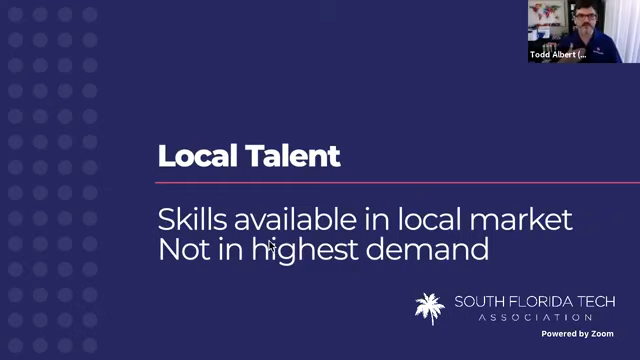 Todd Albert (...
Local Talent
Skills available in local market
Not in highest demand
SOUTH FLORIDA TECH
ASSOCIATION
Powered by Zoom